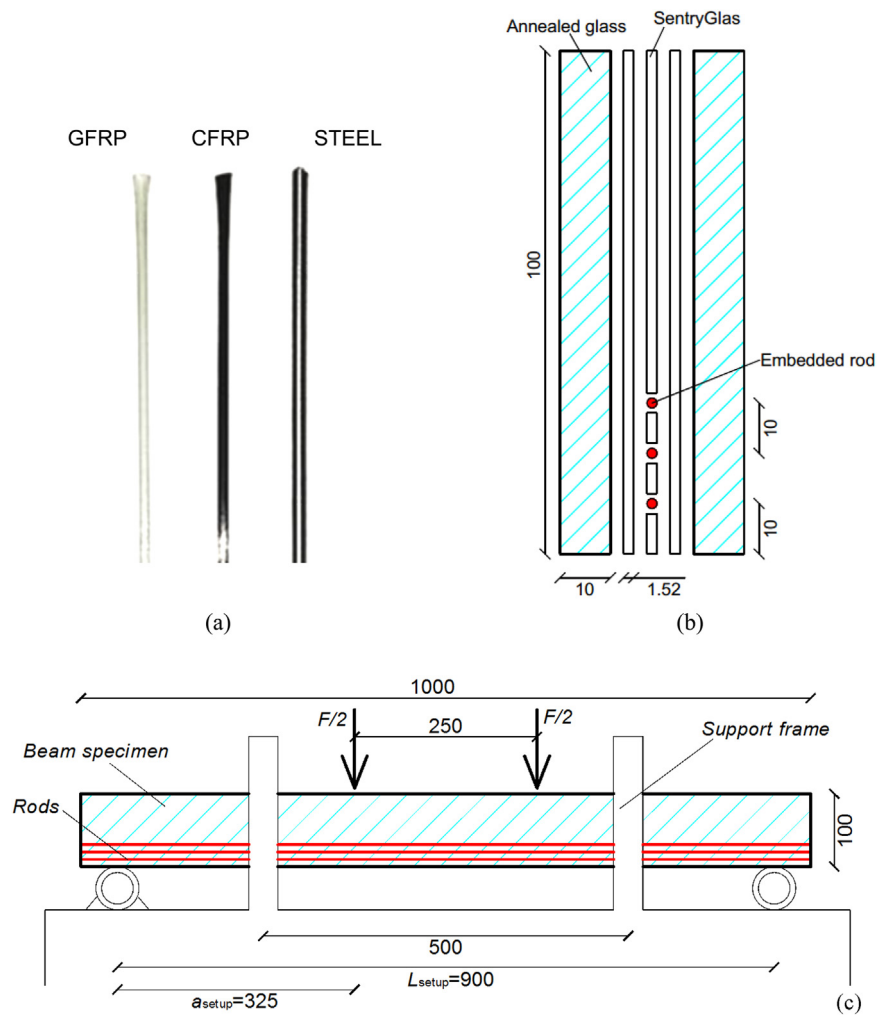 GFRP CFRP STEEL
(a)
Annealed glass
SentryGlas
100
Embedded rod
10
10
10
1.52
(b)
1000
F/2
F/2
250
Beam specimen
Support frame
Rods
100
500
Lsetup=900
asetup=325
(c)